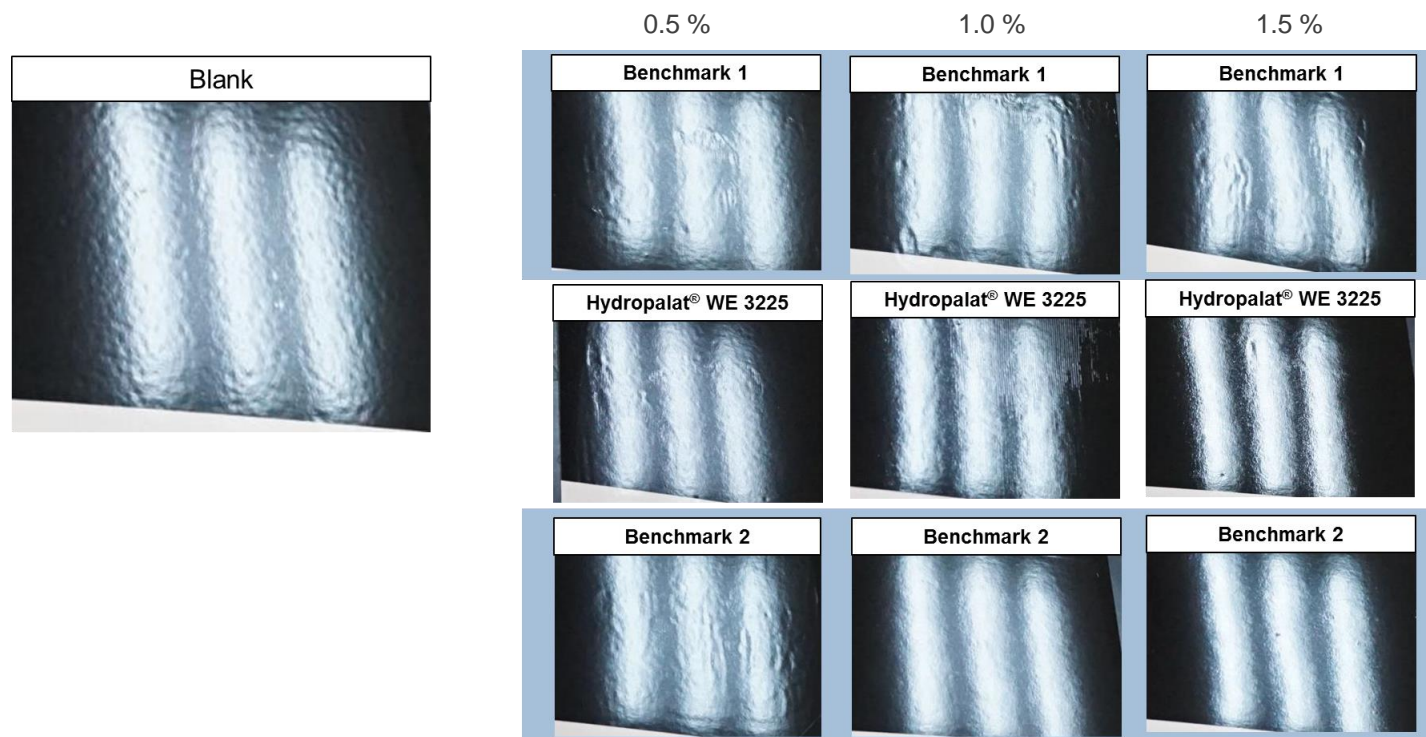 0.5 %
1.0 %
1.5 %
Blank
Benchmark 1
Benchmark 1
Benchmark 1
Hydropalat® WE 3225
Hydropalat® WE 3225
Hydropalat® WE 3225
Benchmark 2
Benchmark 2
Benchmark 2